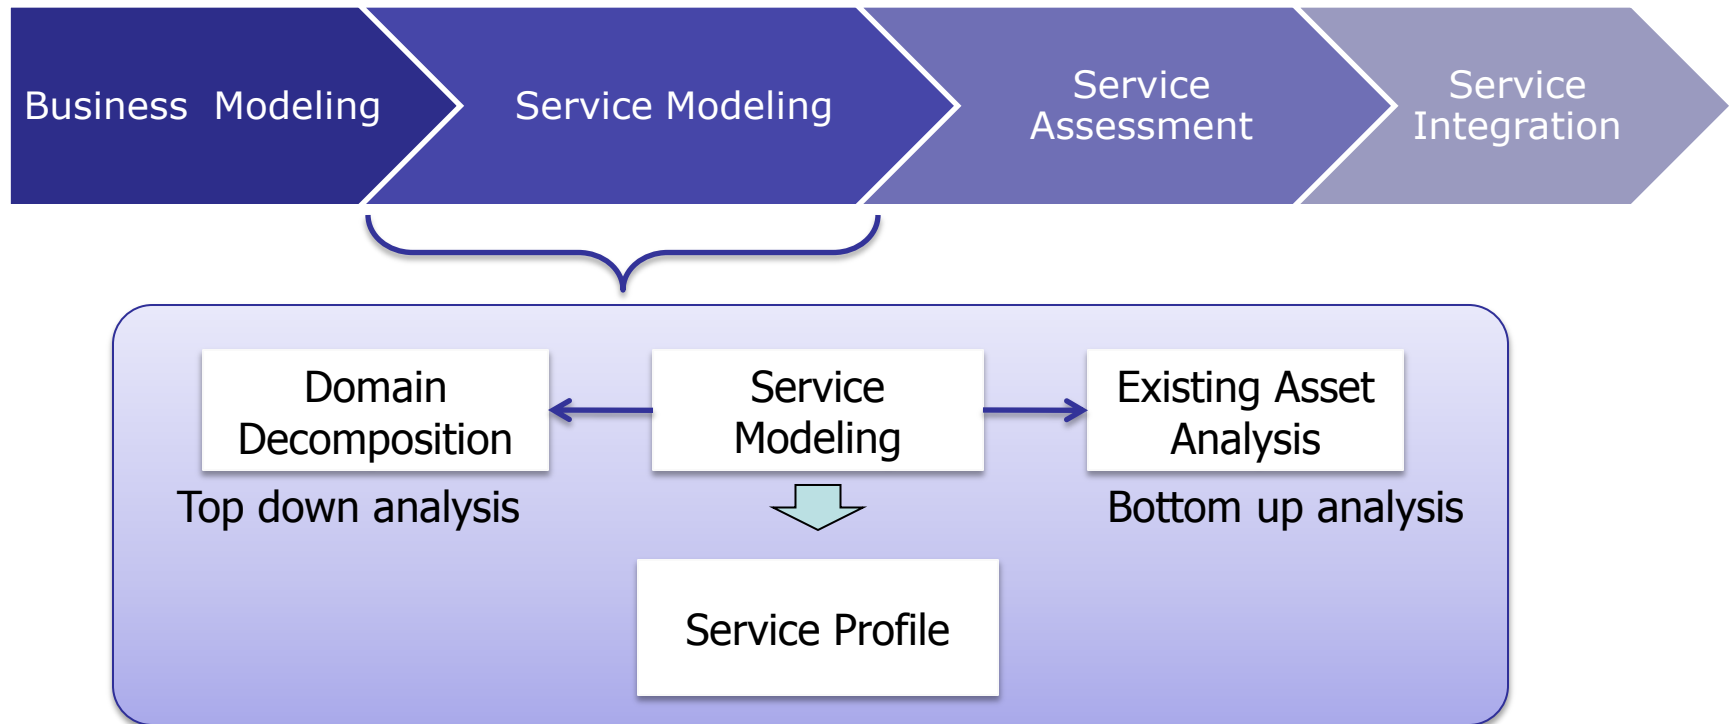 Business  Modeling
Service Modeling
Service
Assessment
Service
Integration
Domain
Decomposition
Service
Modeling
Existing Asset
Analysis
Top down analysis
Bottom up analysis
Service Profile